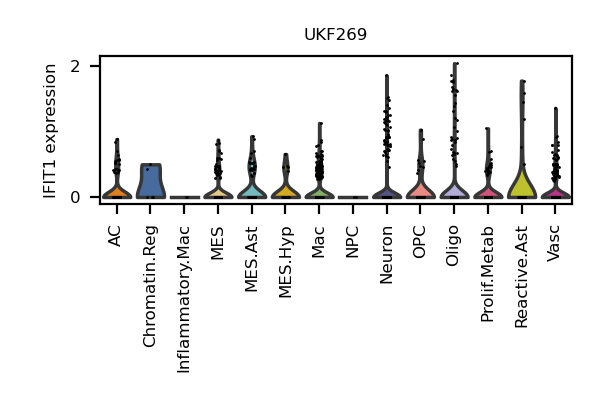 UKF269
IFIT1 expression
2
0
AC
Chromatin.Reg
Inflammatory.Mac
MES
MES.Ast
MES.Hyp
Mac
NPC
Neuron
OPC
Oligo
Prolif.Metab
Reactive.Ast
Vasc